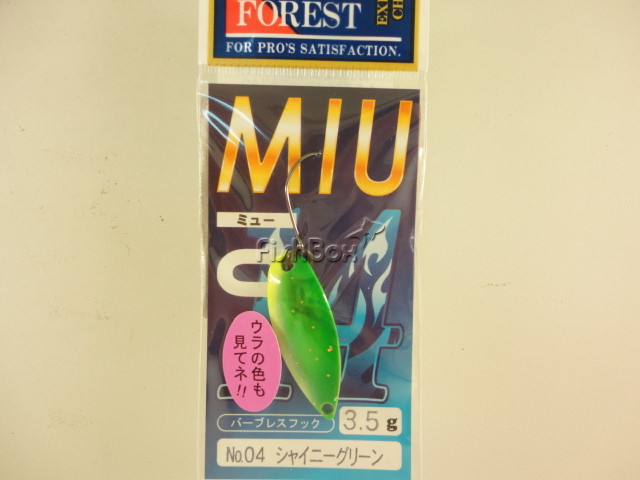 FOREST
FOR PRO'S SATISFACTION.
MIU
ミュー
FishBox
ウラの色も
見てネ!!
バーブレスフック
3.5g
No.04 シャイニーグリーン